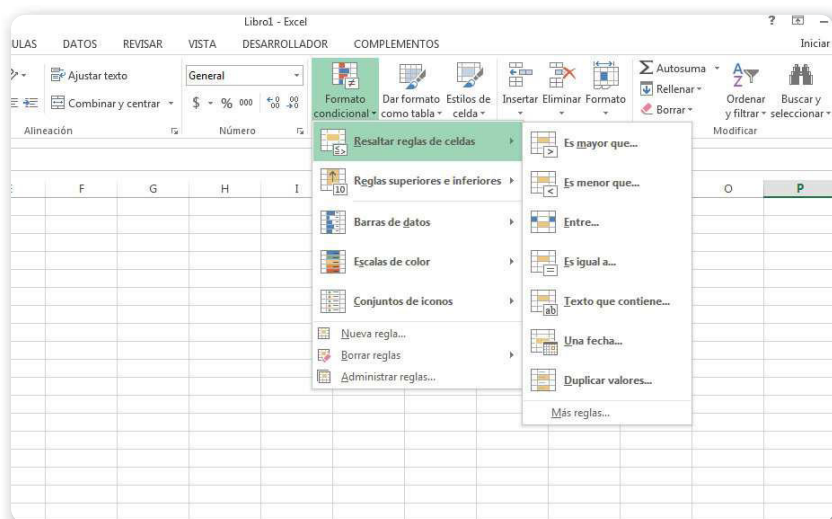 Libro1 - Excel
?
ULAS DATOS REVISAR VISTA DESARROLLADOR COMPLEMENTOS Iniciar
Ajustar texto
General
Combinar y centrar
$ % 000
Alineación
Número
Formato condicional
Dar formato como tabla
Estilos de celda
Insertar Eliminar Formato
Autosuma
Rellenar
Borrar
Ordenar y filtrar
Buscar y seleccionar
Modificar
F G H I O P
Resaltar reglas de celdas
Reglas superiores e inferiores
Barras de datos
Escalas de color
Conjuntos de iconos
Nueva regla...
Borrar reglas
Administrar reglas...
Es mayor que...
Es menor que...
Entre...
Es igual a...
Texto que contiene...
Una fecha...
Duplicar valores...
Más reglas...